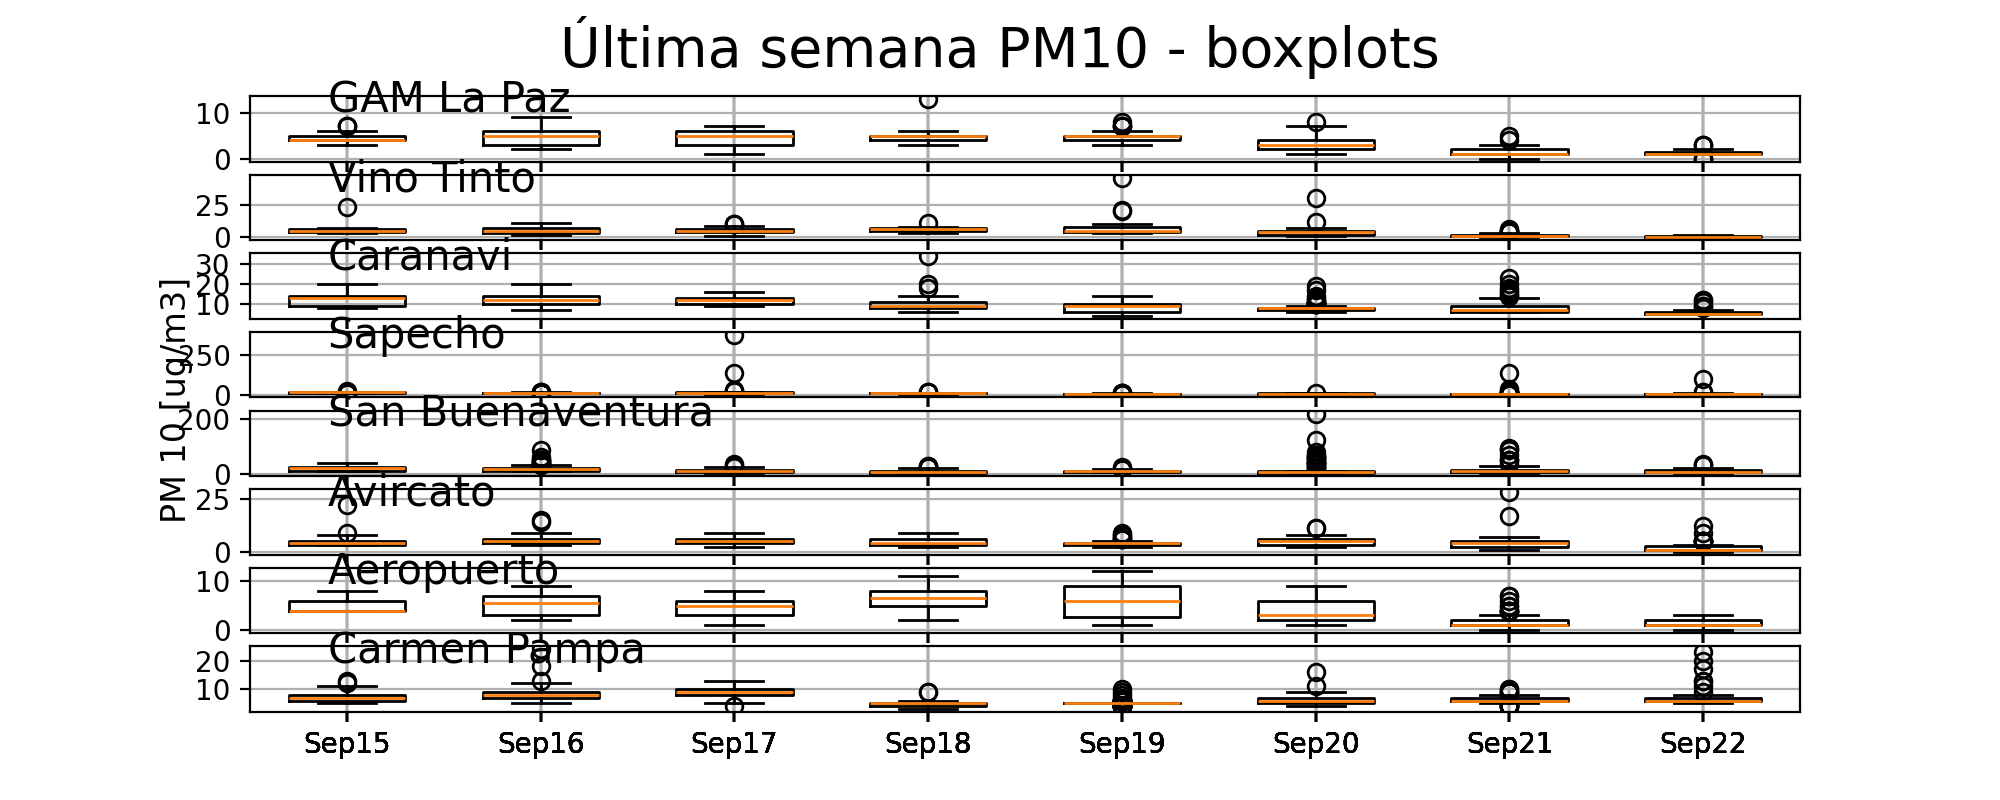 Última semana PM10 - boxplots
PM 10 [ug/m3]
GAM La Paz
10
0
Vino Tinto
25
0
Caranavi
30
20
10
Sapecho
250
0
San Buenaventura
200
0
Avircato
25
0
Aeropuerto
10
0
Carmen Pampa
20
10
Sep15 Sep16 Sep17 Sep18 Sep19 Sep20 Sep21 Sep22